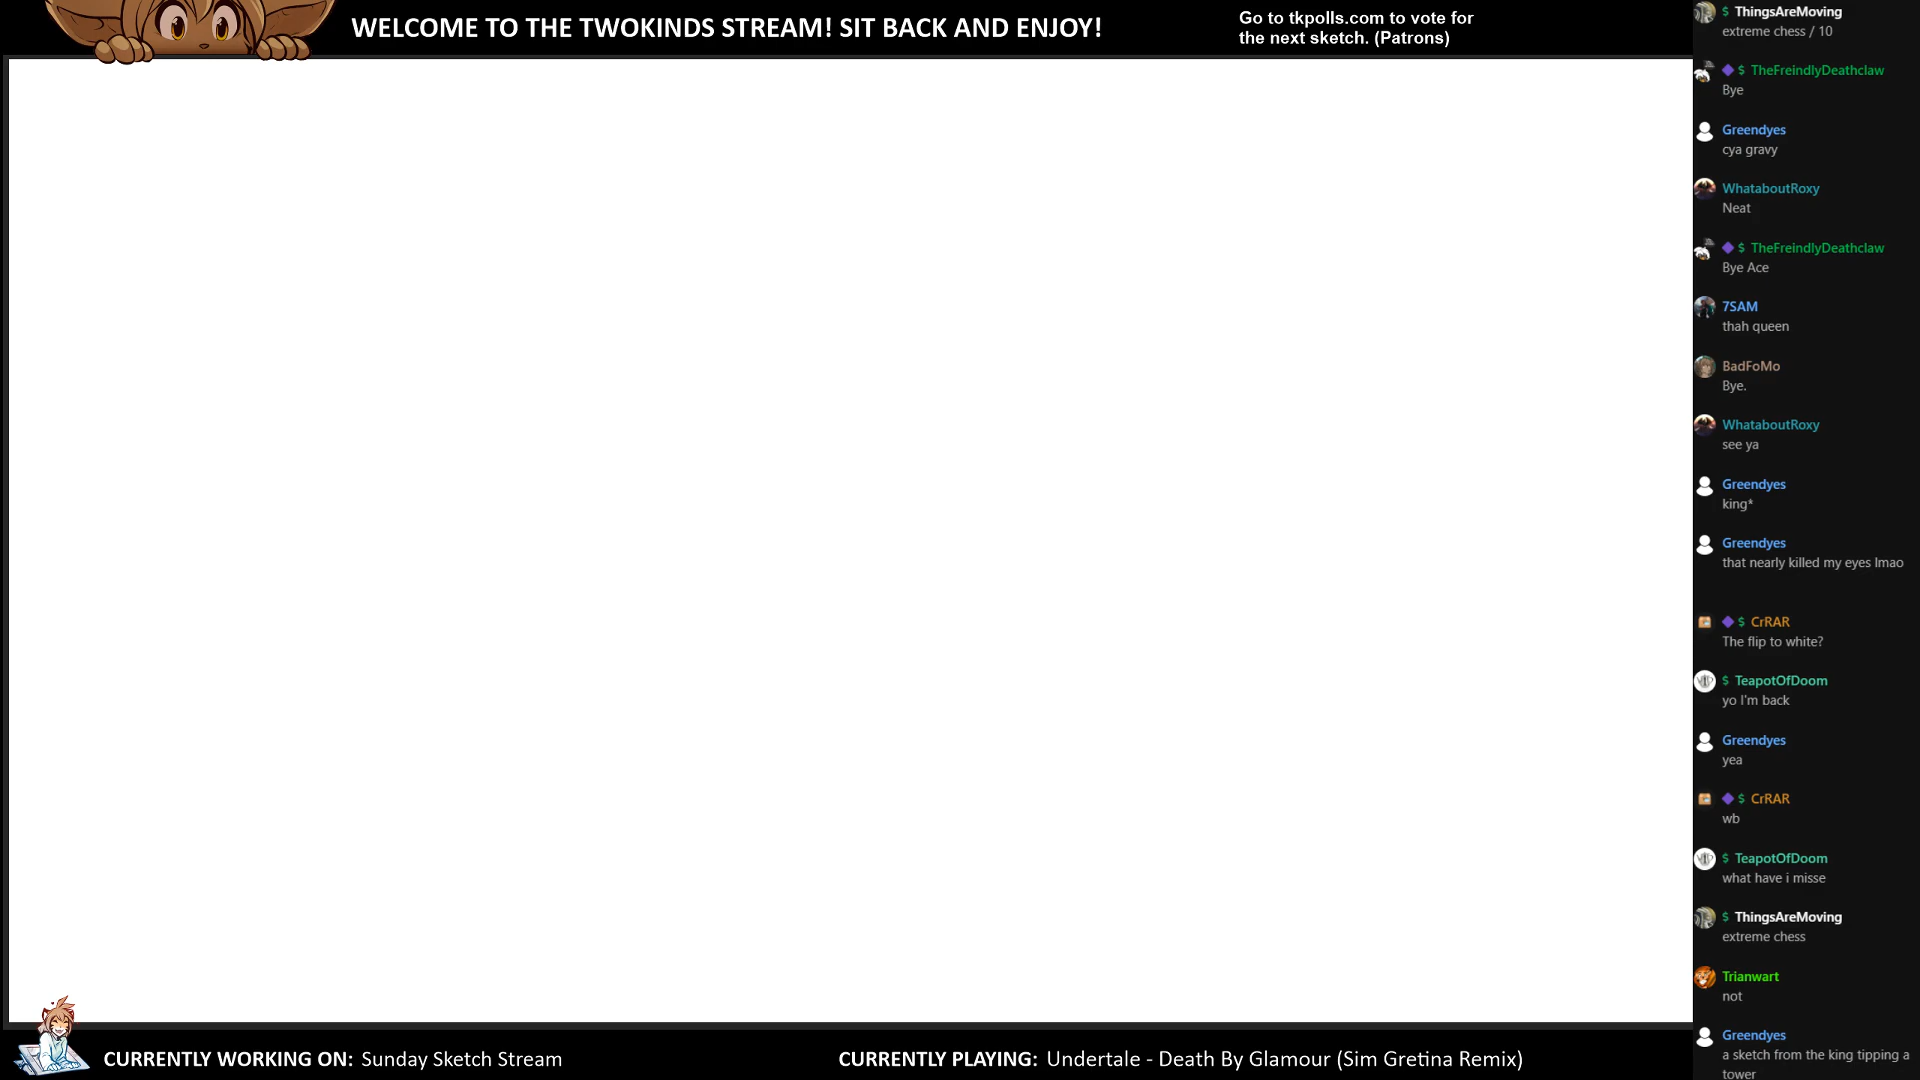 WELCOME TO THE TWOKINDS STREAM! SIT BACK AND ENJOY!
Go to tkpolls.com to vote for
the next sketch. (Patrons)
$ ThingsAreMoving
extreme chess / 10
$ TheFreindlyDeathclaw
Bye
Greendyes
cya gravy
WhataboutRoxy
Neat
$ TheFreindlyDeathclaw
Bye Ace
7SAM
thah queen
BadFoMo
Bye.
WhataboutRoxy
see ya
Greendyes
king*
Greendyes
that nearly killed my eyes lmao
$ CrRAR
The flip to white?
$ TeapotOfDoom
yo I'm back
Greendyes
yea
$ CrRAR
wb
$ TeapotOfDoom
what have i misse
$ ThingsAreMoving
extreme chess
Trianwart
not
Greendyes
a sketch from the king tipping a
tower
CURRENTLY WORKING ON: Sunday Sketch Stream
CURRENTLY PLAYING: Undertale - Death By Glamour (Sim Gretina Remix)